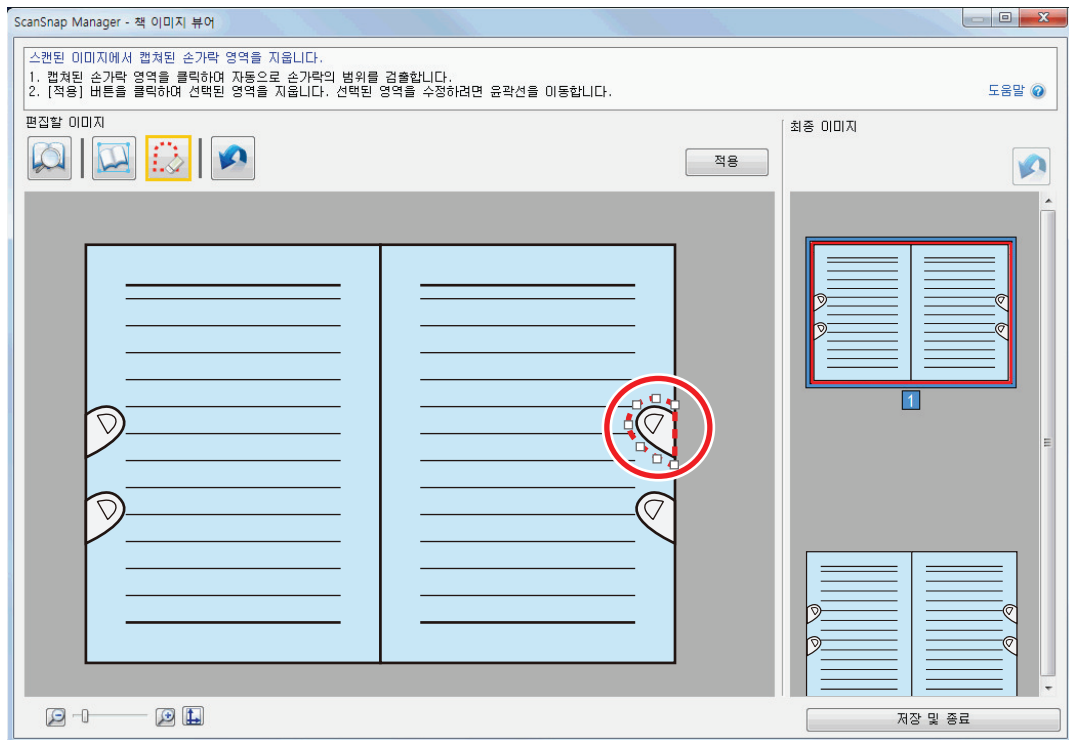 ScanSnap Manager - 책 이미지 뷰어
스캔된 이미지에서 캡쳐된 손가락 영역을 지웁니다.
1. 캡쳐된 손가락 영역을 클릭하여 자동으로 손가락의 범위를 검출합니다.
2. [적용] 버튼을 클릭하여 선택된 영역을 지웁니다. 선택된 영역을 수정하려면 윤곽선을 이동합니다.
도움말
편집할 이미지
최종 이미지
적용
1
저장 및 종료